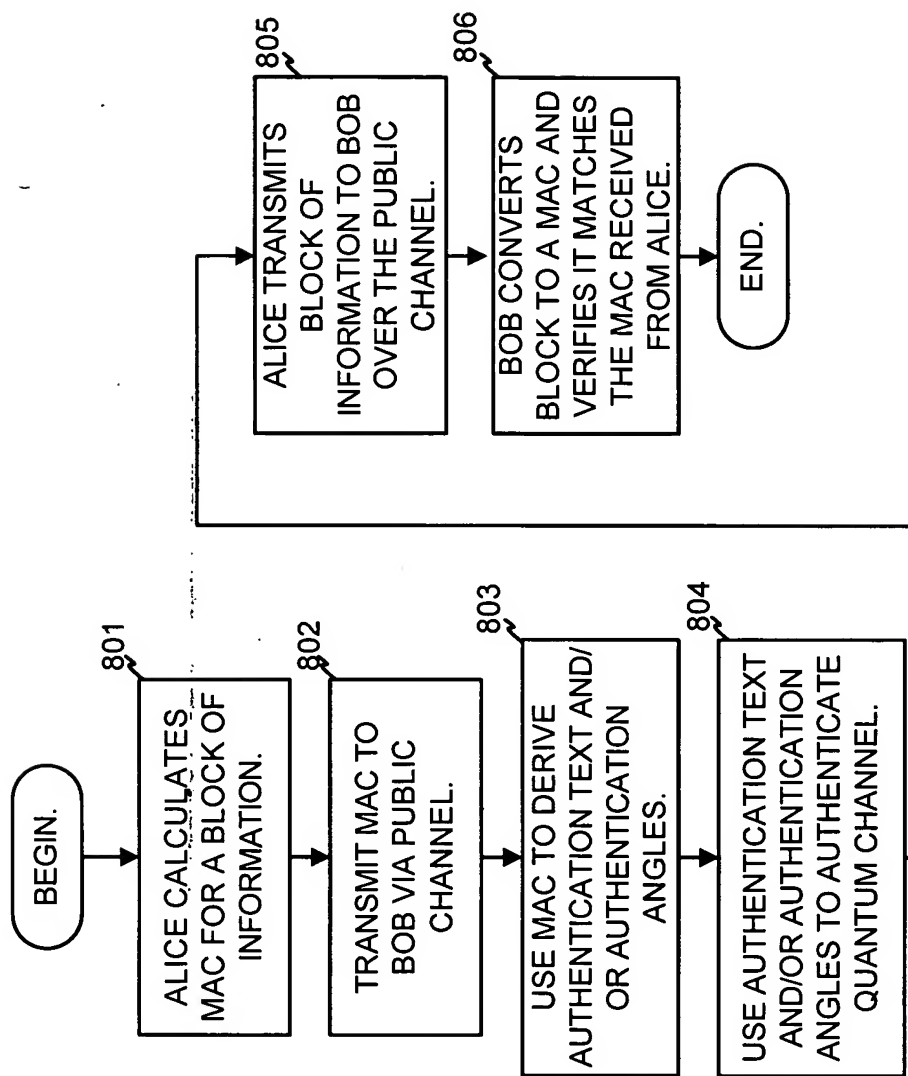 BEGIN.
801
ALICE CALCULATES
MAC FOR A BLOCK OF
INFORMATION.
802
TRANSMIT MAC TO
BOB VIA PUBLIC
CHANNEL.
803
USE MAC TO DERIVE
AUTHENTICATION TEXT AND/
OR AUTHENTICATION
ANGLES.
804
USE AUTHENTICATION TEXT
AND/OR AUTHENTICATION
ANGLES TO AUTHENTICATE
QUANTUM CHANNEL.
805
ALICE TRANSMITS
BLOCK OF
INFORMATION TO BOB
OVER THE PUBLIC
CHANNEL.
806
BOB CONVERTS
BLOCK TO A MAC AND
VERIFIES IT MATCHES
THE MAC RECEIVED
FROM ALICE.
END.